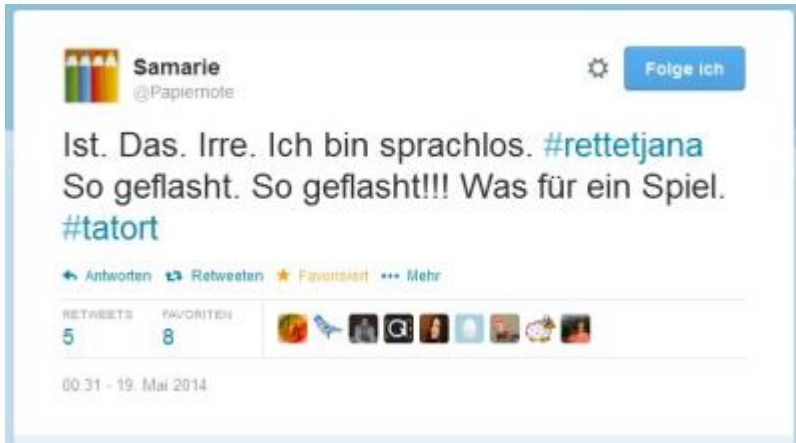 Samarie
@Papiernote
Folge ich
Ist. Das. Irre. Ich bin sprachlos. #rettetjana
So geflasht. So geflasht!!! Was für ein Spiel.
#tatort
Antworten Retweeten Favorisiert Mehr
RETWEETS FAVORITEN
5 8
00:31 - 19. Mai 2014